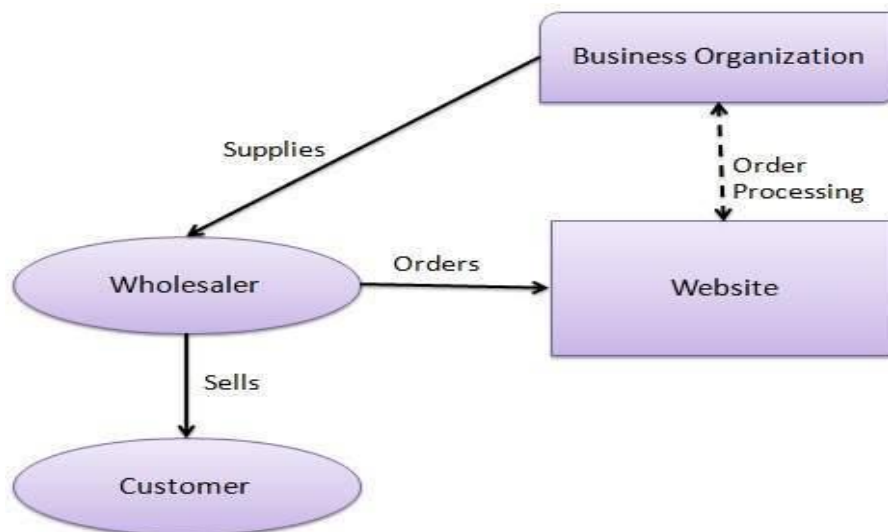 Business Organization
Supplies
Order
Processing
Wholesaler
Orders
Website
Sells
Customer